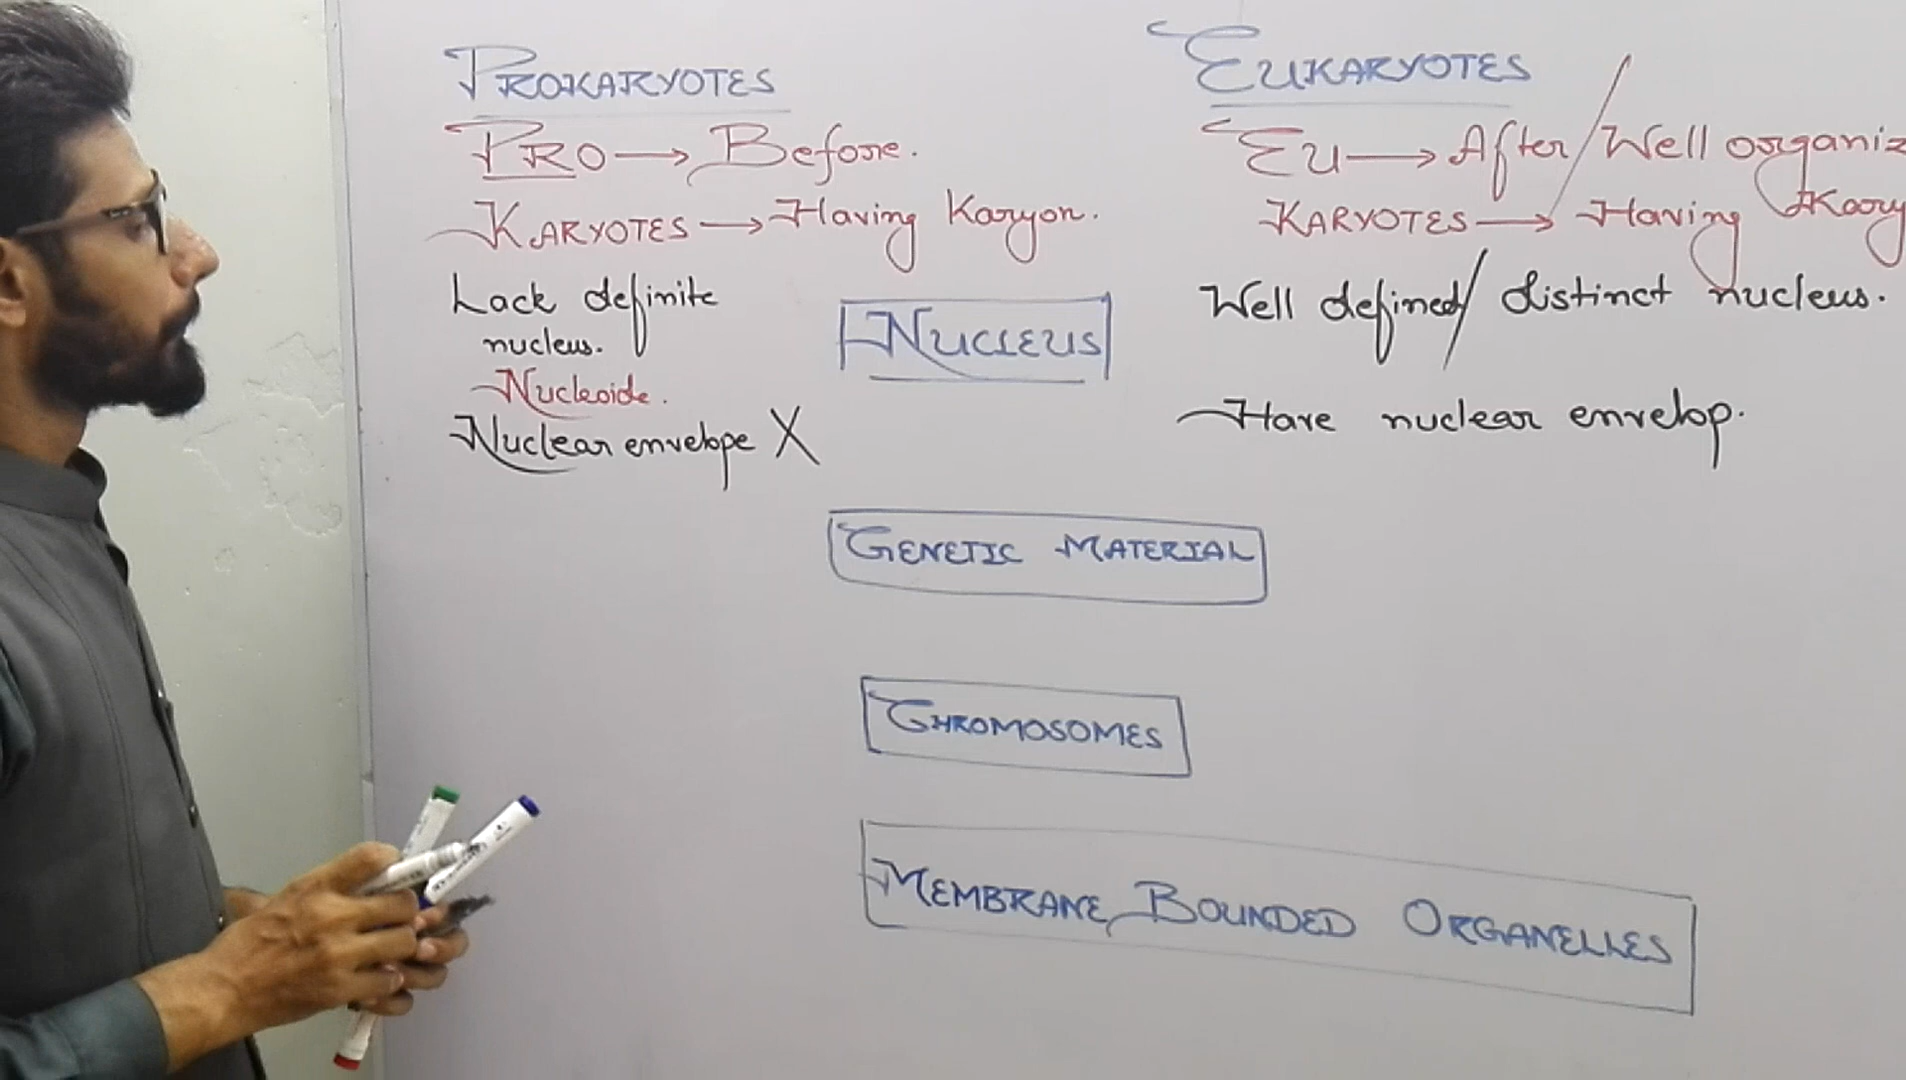 PROKARYOTES
PRO → Before.
KARYOTES → Having Karyon.
Lack definite
nucleus.
Nucleoide.
Nuclear envelope X
EUKARYOTES
EU → After / Well organiz
KARYOTES → Having Kary
Well defined / distinct nucleus.
Have nuclear envelop.
NUCLEUS
GENETIC MATERIAL
CHROMOSOMES
MEMBRANE BOUNDED ORGANELLES